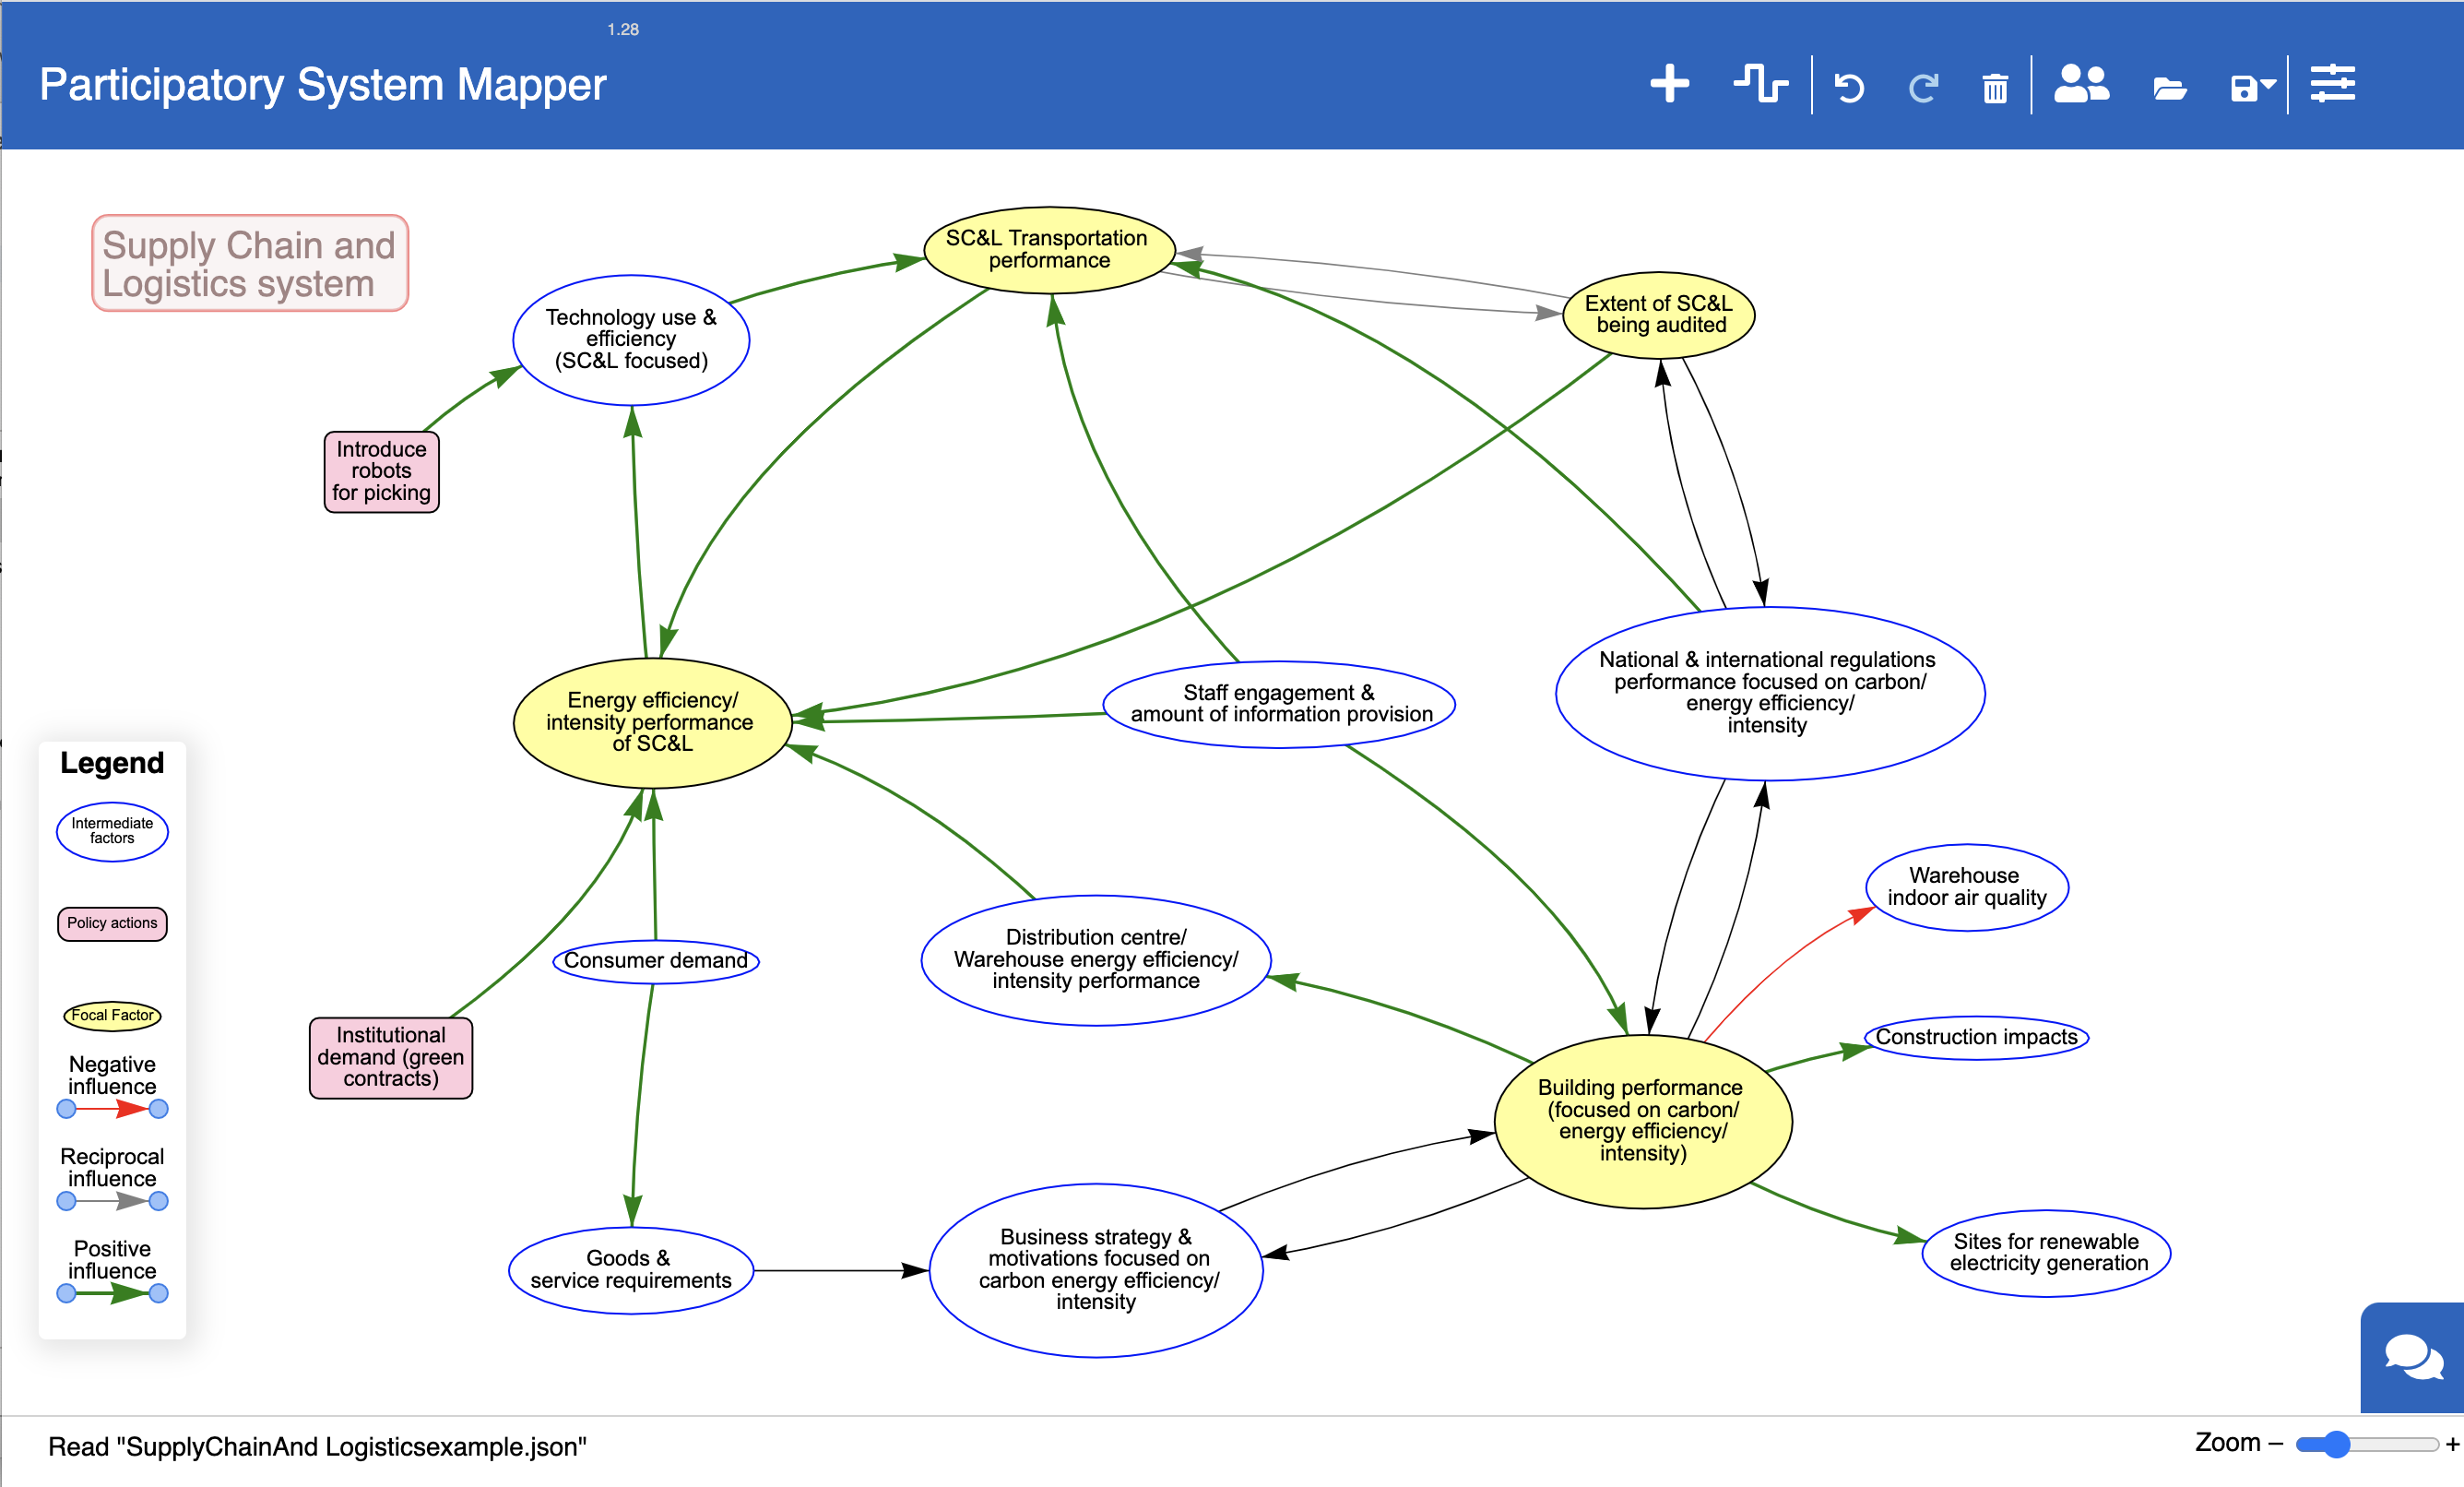 1.28
Participatory System Mapper
Supply Chain and
Logistics system
SC&L Transportation
performance
Extent of SC&L
being audited
Technology use &
efficiency
(SC&L focused)
Introduce
robots
for picking
National & international regulations
performance focused on carbon/
energy efficiency/
intensity
Energy efficiency/
intensity performance
of SC&L
Staff engagement &
amount of information provision
Warehouse
indoor air quality
Distribution centre/
Warehouse energy efficiency/
intensity performance
Consumer demand
Institutional
demand (green
contracts)
Construction impacts
Building performance
(focused on carbon/
energy efficiency/
intensity)
Business strategy &
motivations focused on
carbon energy efficiency/
intensity
Goods &
service requirements
Sites for renewable
electricity generation
Legend
Intermediate
factors
Policy actions
Focal Factor
Negative
influence
Reciprocal
influence
Positive
influence
Read "SupplyChainAnd Logisticsexample.json"
Zoom – +